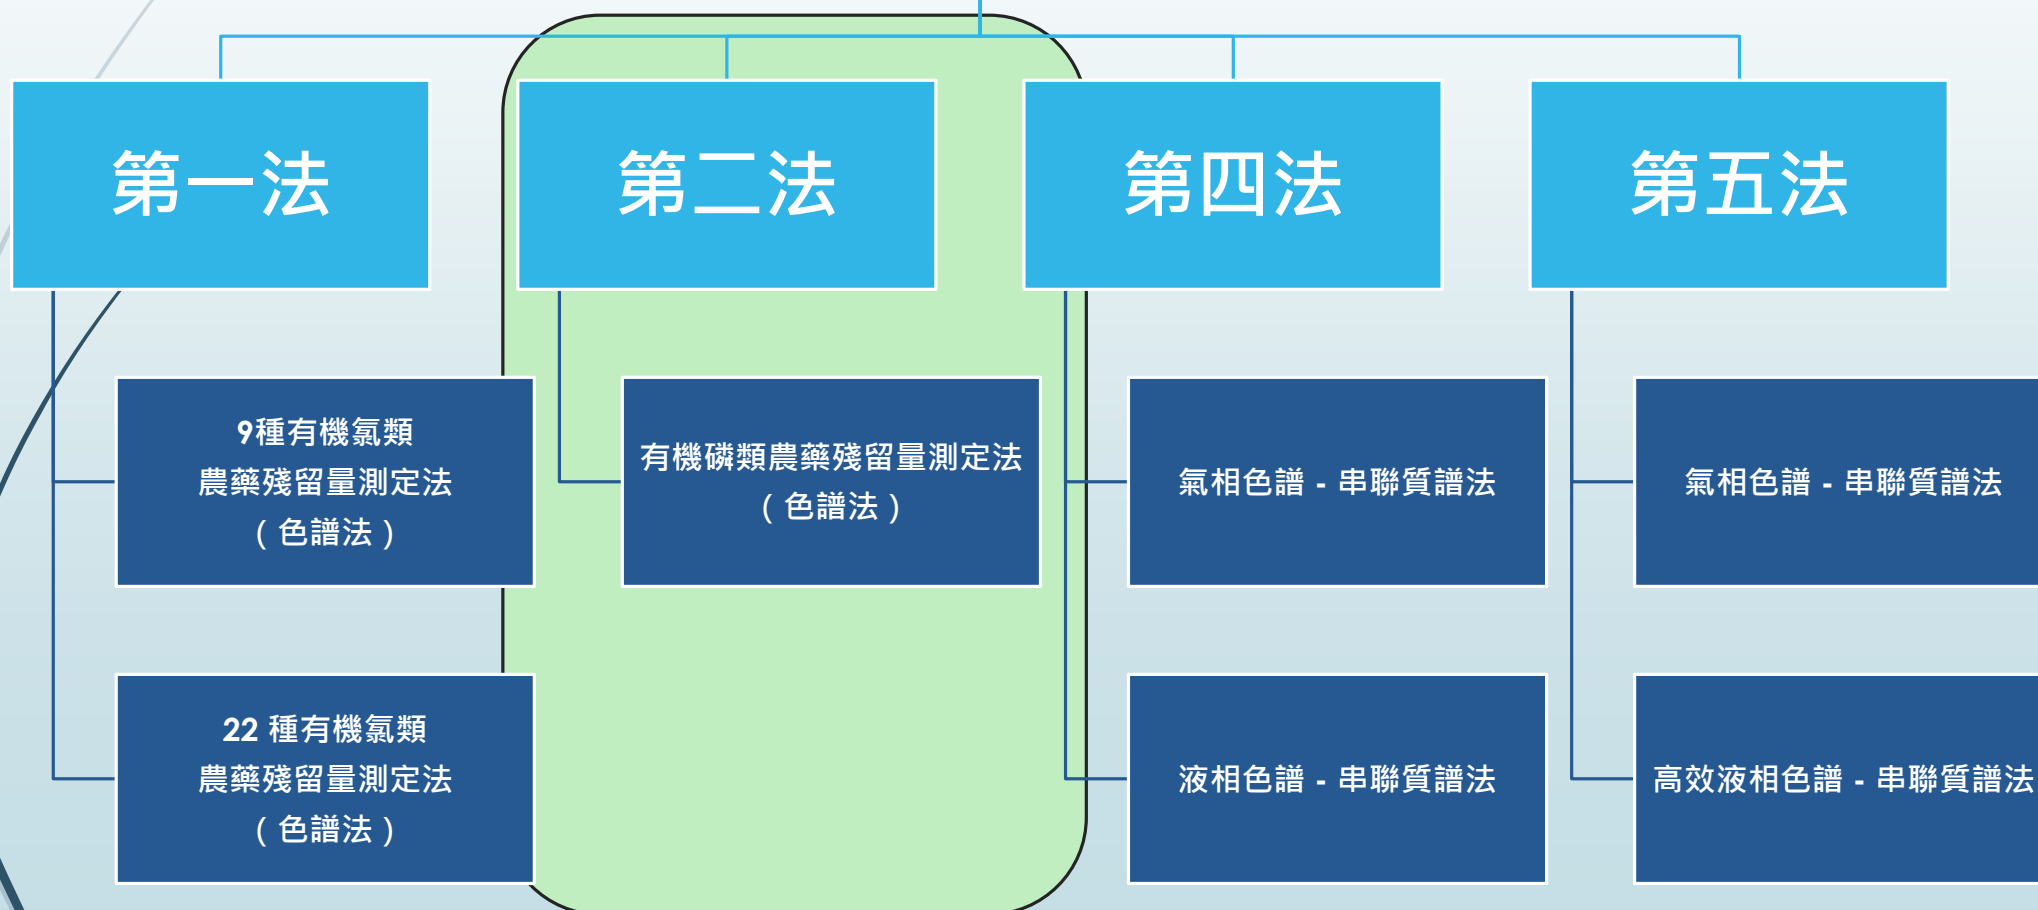 第一法
第二法
第四法
第五法
9種有機氯類
農藥殘留量測定法
(色譜法)
有機磷類農藥殘留量測定法
(色譜法)
氣相色譜 - 串聯質譜法
氣相色譜 - 串聯質譜法
22 種有機氯類
農藥殘留量測定法
(色譜法)
液相色譜 - 串聯質譜法
高效液相色譜 - 串聯質譜法